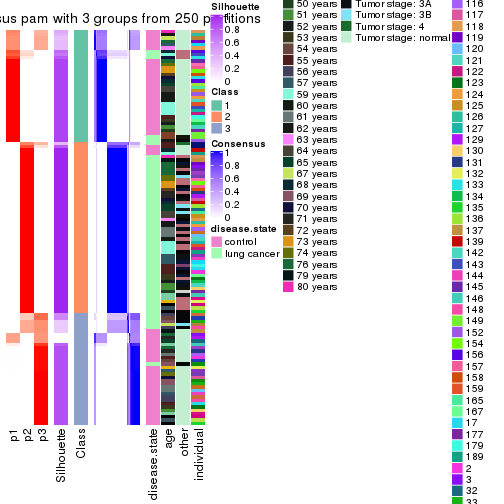 sus pam with 3 groups from 250 partitions
Silhouette
1
0.8
0.6
0.4
0.2
0
Class
1
2
3
Consensus
1
0.8
0.6
0.4
0.2
0
disease.state
control
lung cancer
50 years
51 years
52 years
53 years
54 years
55 years
56 years
57 years
59 years
60 years
61 years
62 years
63 years
64 years
65 years
67 years
68 years
69 years
70 years
71 years
72 years
73 years
74 years
76 years
79 years
80 years
Tumor stage: 3A
Tumor stage: 3B
Tumor stage: 4
Tumor stage: normal
116
117
118
119
120
121
122
123
124
125
126
127
129
130
131
132
133
134
135
136
137
139
142
143
144
145
146
148
149
152
154
156
157
158
159
165
167
17
177
179
189
2
3
32
33
p1
p2
p3
Silhouette
Class
disease.state
age
other
individual